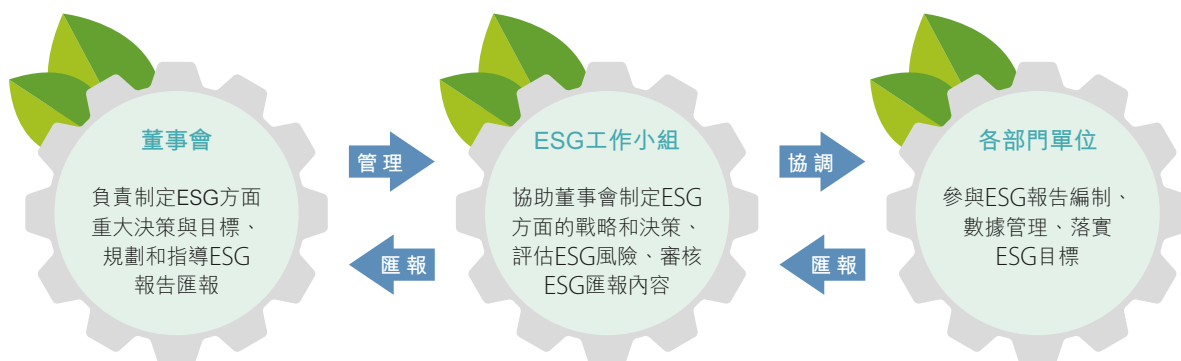 董事會
負責制定ESG方面
重大決策與目標、
規劃和指導ESG
報告匯報
管理
匯報
ESG工作小組
協助董事會制定ESG
方面的戰略和決策、
評估ESG風險、審核
ESG匯報內容
協調
匯報
各部門單位
參與ESG報告編制、
數據管理、落實
ESG目標